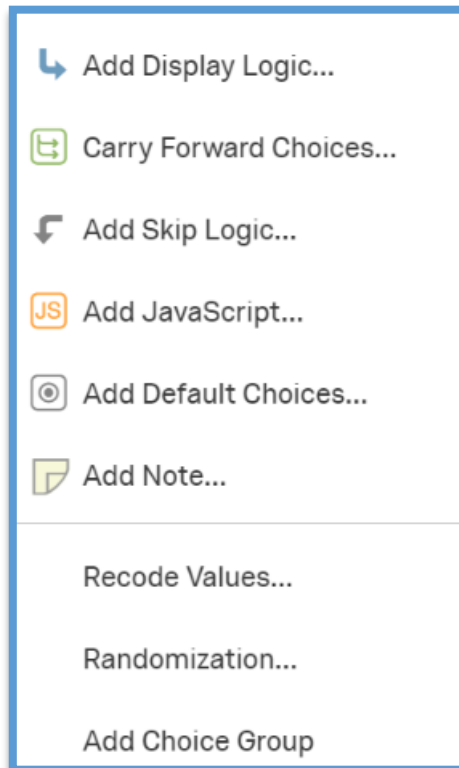 Add Display Logic...
Carry Forward Choices...
Add Skip Logic...
JS Add JavaScript...
Add Default Choices...
Add Note...
Recode Values...
Randomization...
Add Choice Group